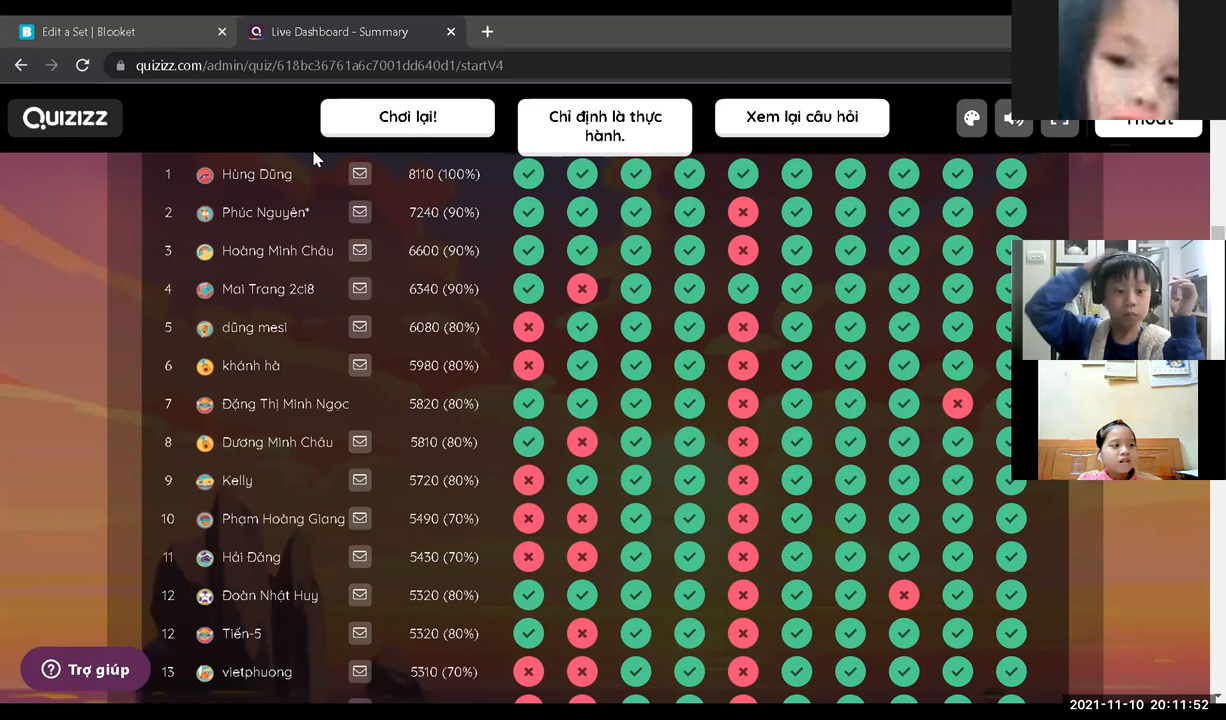 Edit a Set | Blooket
Live Dashboard - Summary
quizizz.com/admin/quiz/618bc36761a6c7001dd640d1/startV4
QUIZIZZ
Chơi lại!
Chỉ định là thực
hành.
Xem lại câu hỏi
Thoát
1 Hùng Dũng 8110 (100%)
2 Phúc Nguyên* 7240 (90%)
3 Hoàng Minh Châu 6600 (90%)
4 Mai Trang 2ci8 6340 (90%)
5 dũng mesi 6080 (80%)
6 khánh hà 5980 (80%)
7 Đặng Thị Minh Ngọc 5820 (80%)
8 Dương Minh Châu 5810 (80%)
9 Kelly 5720 (80%)
10 Phạm Hoàng Giang 5490 (70%)
11 Hải Đăng 5430 (70%)
12 Đoàn Nhật Huy 5320 (80%)
12 Tiến-5 5320 (80%)
13 vietphuong 5310 (70%)
Trợ giúp
2021-11-10 20:11:52